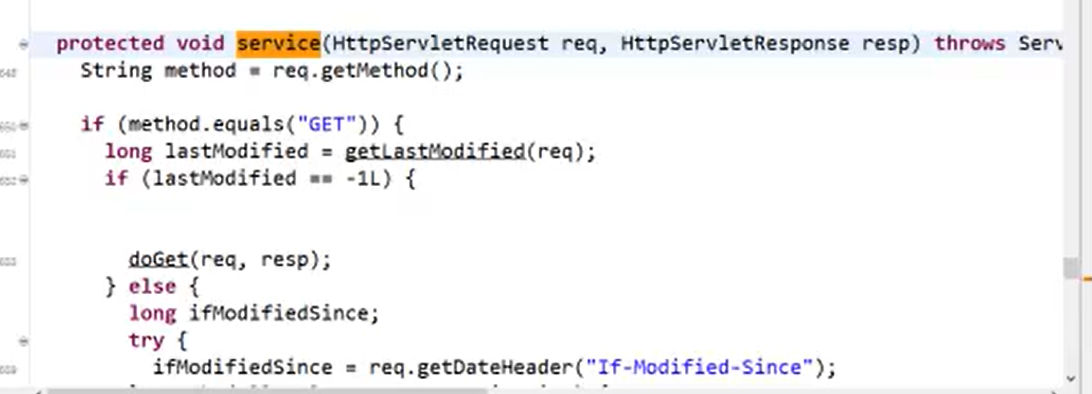 protected void service(HttpServletRequest req, HttpServletResponse resp) throws Serv
String method = req.getMethod();
if (method.equals("GET")) {
long lastModified = getLastModified(req);
if (lastModified == -1L) {
doGet(req, resp);
} else {
long ifModifiedSince;
try {
ifModifiedSince = req.getDateHeader("If-Modified-Since");